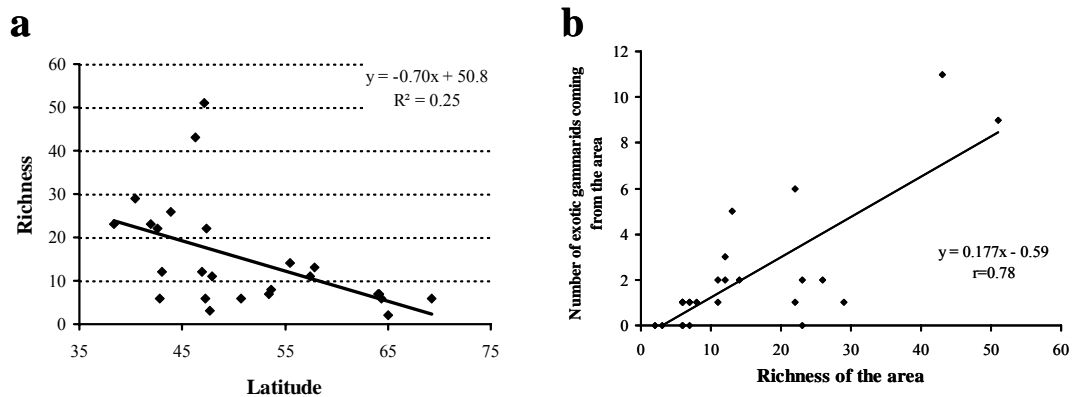 a
60
50
40
30
20
10
0
Richness
y = -0.70x + 50.8
R² = 0.25
35 45 55 65 75
Latitude
b
12
10
8
6
4
2
0
Number of exotic gammarids coming
from the area
y = 0.177x - 0.59
r=0.78
0 10 20 30 40 50 60
Richness of the area